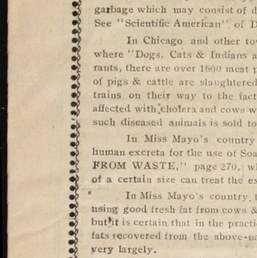 garbage which may consist of d
See "Scientific American" of D
In Chicago and other tow
where "Dogs, Cats & Indians a
rants, there are over 1600 meat p
of pigs & cattle are slaughtered
trains on their way to the fact
affected with cholera and cows w
such diseased animals is sold to
In Miss Mayo's country
human excreta for the use of Soa
FROM WASTE," page 270, wh
of a certain size can treat the ex
In Miss Mayo's country, t
using good fresh fat from cows &
but it is certain that in the practic
fats recovered from the above-u
very largely.